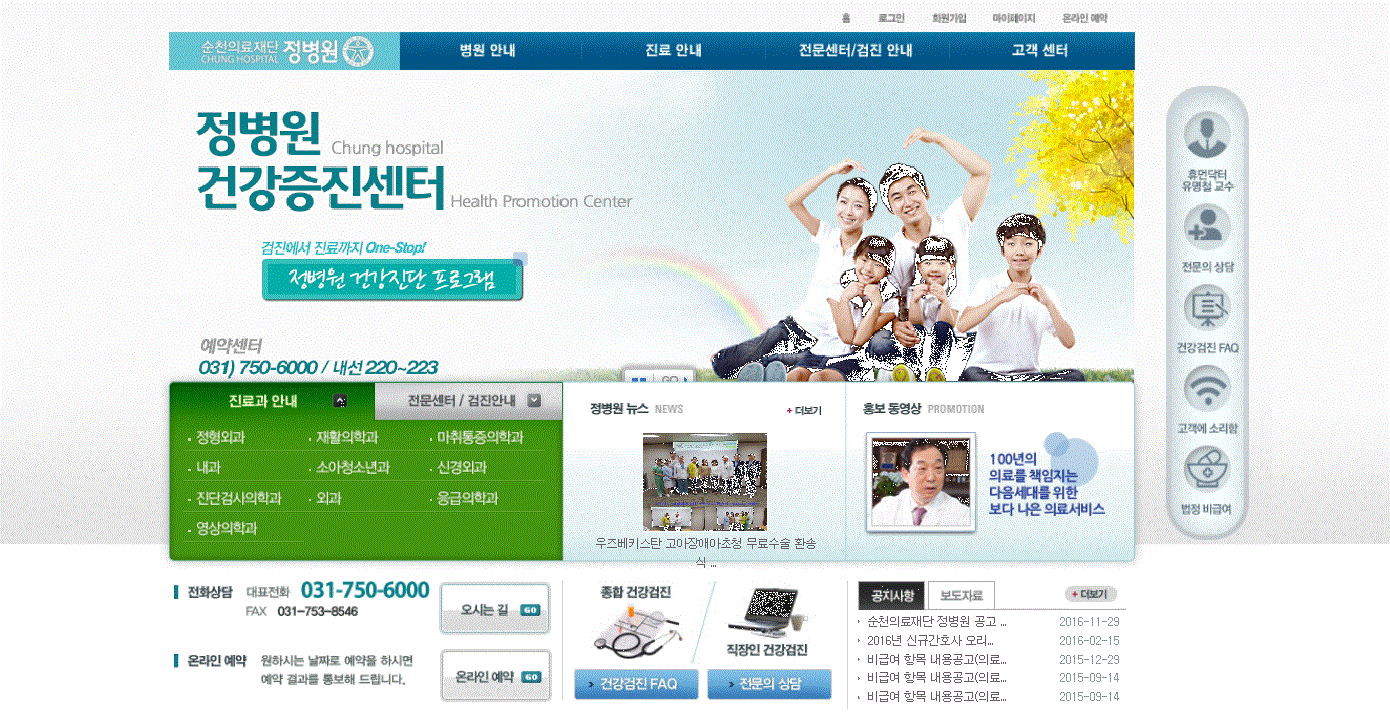 홈 로그인 회원가입 마이페이지 온라인 예약
순천의료재단 정병원
CHUNG HOSPITAL
병원 안내 진료 안내 전문센터/검진 안내 고객 센터
정병원 Chung hospital
건강증진센터 Health Promotion Center
검진에서 진료까지 One-Stop!
정병원 건강진단 프로그램
예약센터
031) 750-6000 / 내선 220~223
휴먼닥터
유명철 교수
전문의 상담
건강검진 FAQ
고객에 소리함
법정 비급여
진료과 안내 전문센터 / 검진안내
정형외과 재활의학과 마취통증의학과
내과 소아청소년과 신경외과
진단검사의학과 외과 응급의학과
영상의학과
정병원 뉴스 NEWS + 더보기
우즈베키스탄 고아장애아초청 무료수술 환송
식 ...
홍보 동영상 PROMOTION
100년의
의료를 책임지는
다음세대를 위한
보다 나은 의료서비스
전화상담 대표전화 031-750-6000
FAX 031-753-8546
오시는 길 GO
온라인 예약 원하시는 날짜로 예약을 하시면
예약 결과를 통보해 드립니다.
온라인 예약 GO
종합 건강검진
건강검진 FAQ
직장인 건강검진
전문의 상담
공지사항 보도자료 + 더보기
순천의료재단 정병원 공고 ... 2016-11-29
2016년 신규간호사 모리... 2016-02-15
비급여 항목 내용공고(의료... 2015-12-29
비급여 항목 내용공고(의료... 2015-09-14
비급여 항목 내용공고(의료... 2015-09-14